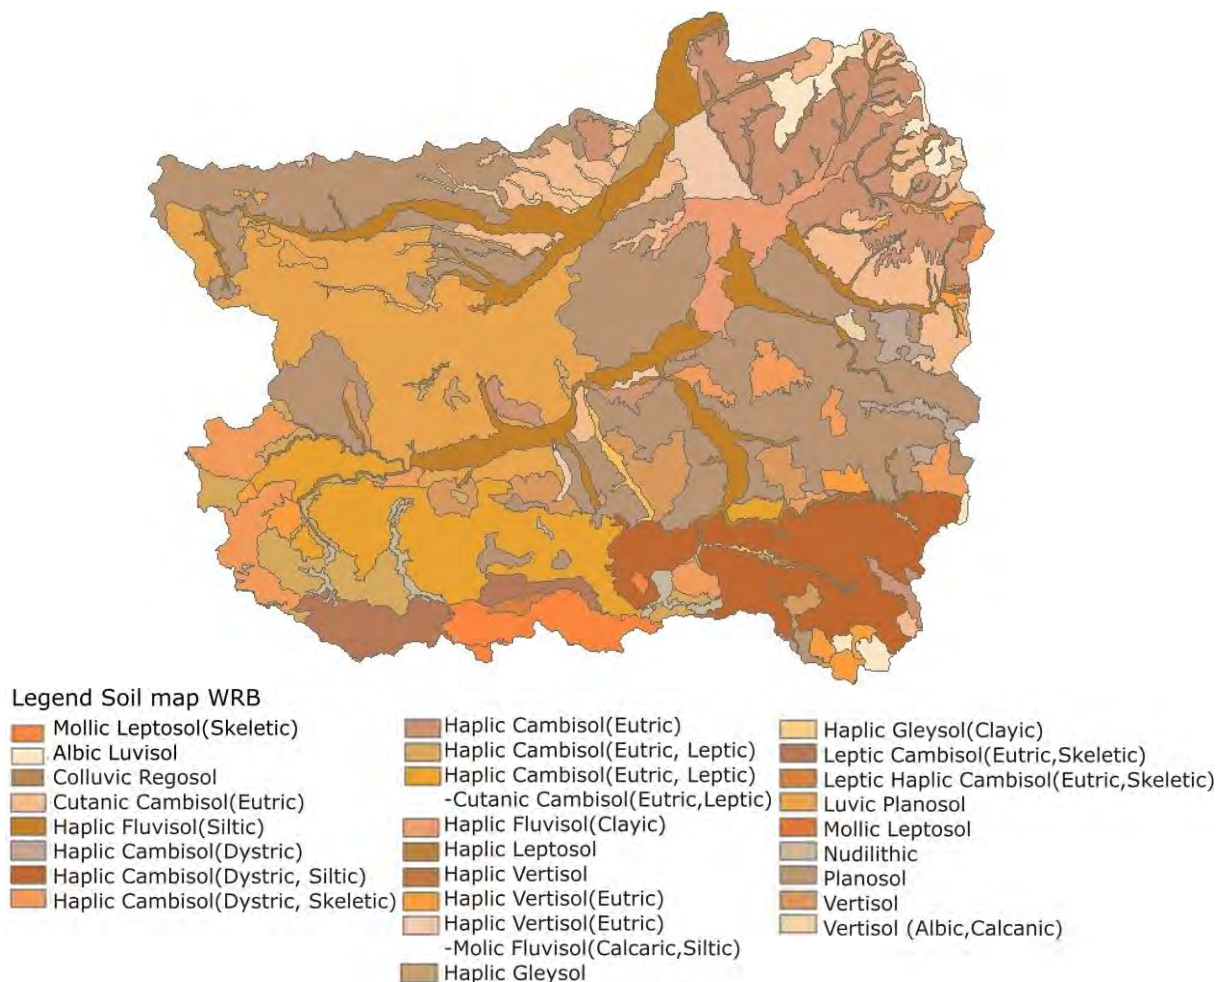 Legend Soil map WRB
Mollic Leptosol(Skeletic)
Albic Luvisol
Colluvic Regosol
Cutanic Cambisol(Eutric)
Haplic Fluvisol(Siltic)
Haplic Cambisol(Dystric)
Haplic Cambisol(Dystric, Siltic)
Haplic Cambisol(Dystric, Skeletic)
Haplic Cambisol(Eutric)
Haplic Cambisol(Eutric, Leptic)
Haplic Cambisol(Eutric, Leptic)
-Cutanic Cambisol(Eutric,Leptic)
Haplic Fluvisol(Clayic)
Haplic Leptosol
Haplic Vertisol
Haplic Vertisol(Eutric)
Haplic Vertisol(Eutric)
-Molic Fluvisol(Calcaric,Siltic)
Haplic Gleysol
Haplic Gleysol(Clayic)
Leptic Cambisol(Eutric,Skeletic)
Leptic Haplic Cambisol(Eutric,Skeletic)
Luvic Planosol
Mollic Leptosol
Nudilithic
Planosol
Vertisol
Vertisol (Albic,Calcanic)